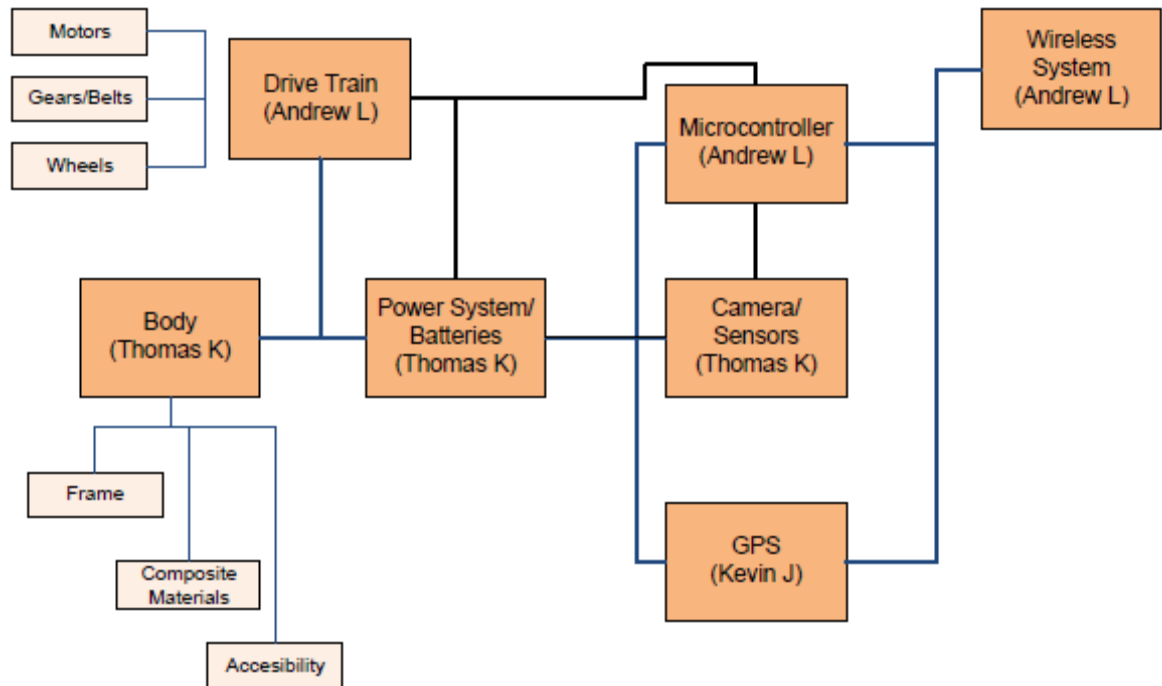 Motors
Gears/Belts
Wheels
Drive Train
(Andrew L)
Wireless
System
(Andrew L)
Microcontroller
(Andrew L)
Body
(Thomas K)
Power System/
Batteries
(Thomas K)
Camera/
Sensors
(Thomas K)
Frame
Composite
Materials
Accesibility
GPS
(Kevin J)